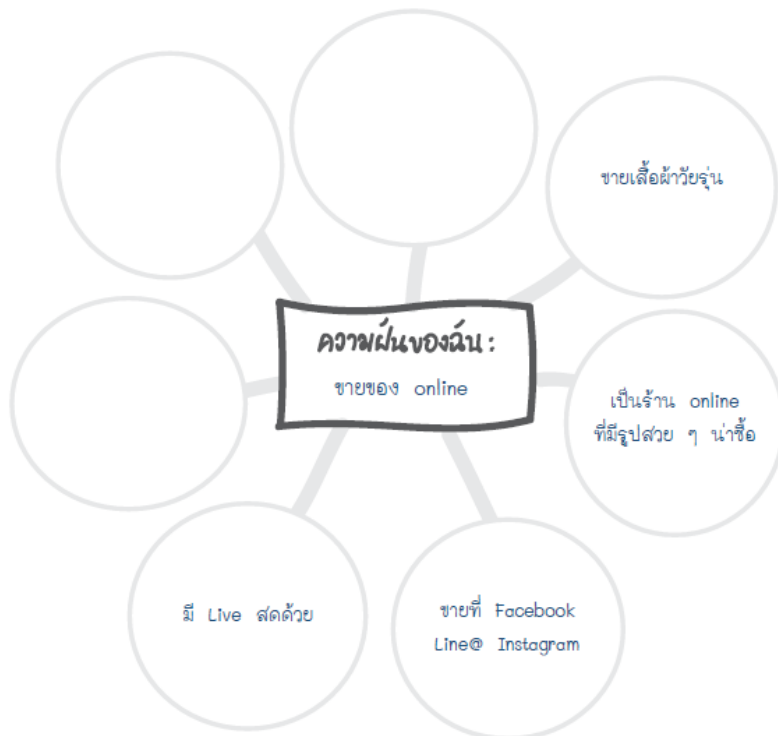 ขายเสื้อผ้าวัยรุ่น
ความฝันของฉัน:
ขายของ online
เป็นร้าน online
ที่มีรูปสวย ๆ น่าซื้อ
มี Live สดด้วย
ขายที่ Facebook
Line@ Instagram